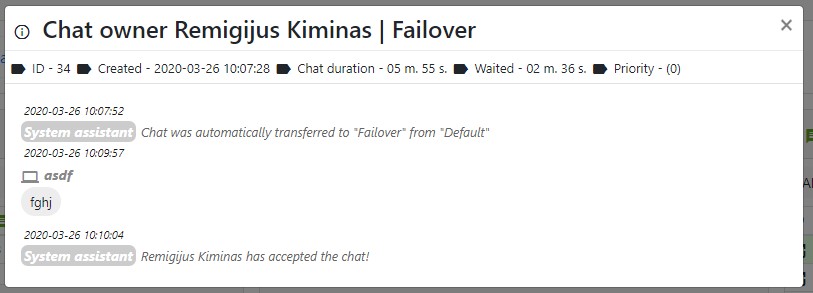 Chat owner Remigijus Kiminas | Failover
×
ID - 34 Created - 2020-03-26 10:07:28 Chat duration - 05 m. 55 s. Waited - 02 m. 36 s. Priority - (0)
2020-03-26 10:07:52
System assistant Chat was automatically transferred to "Failover" from "Default"
2020-03-26 10:09:57
asdf
fghj
2020-03-26 10:10:04
System assistant Remigijus Kiminas has accepted the chat!